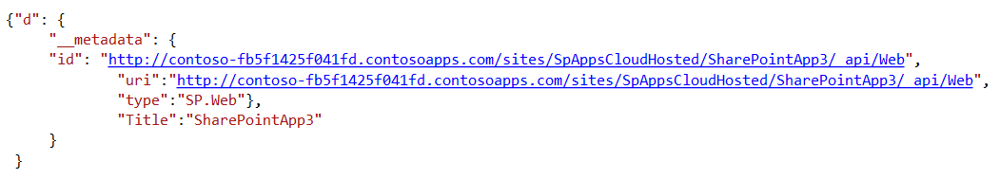 {"d": {
"__metadata": {
"id": "http://contoso-fb5f1425f041fd.contosoapps.com/sites/SpAppsCloudHosted/SharePointApp3/_api/Web",
"uri":"http://contoso-fb5f1425f041fd.contosoapps.com/sites/SpAppsCloudHosted/SharePointApp3/_api/Web",
"type":"SP.Web"},
"Title":"SharePointApp3"
}
}